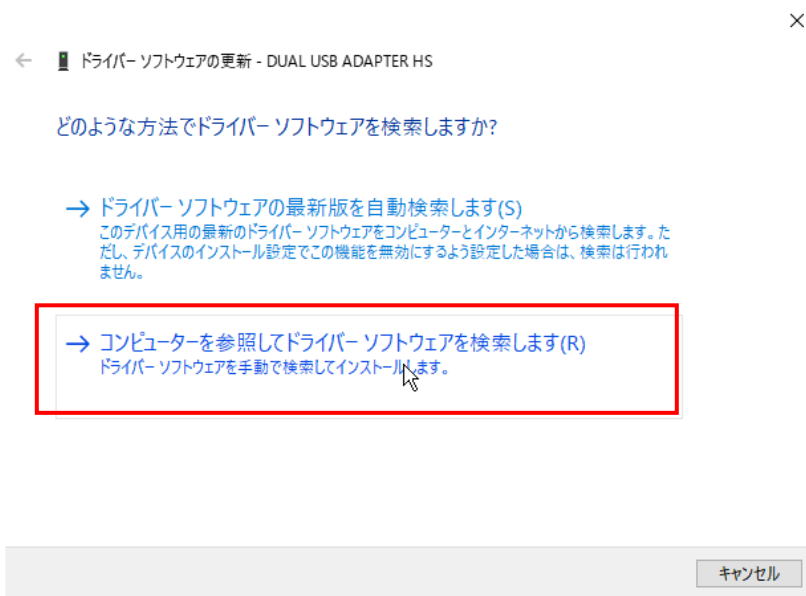 ドライバー ソフトウェアの更新 - DUAL USB ADAPTER HS
どのような方法でドライバー ソフトウェアを検索しますか?
ドライバー ソフトウェアの最新版を自動検索します(S)
このデバイス用の最新のドライバー ソフトウェアをコンピューターとインターネットから検索します。た
だし、デバイスのインストール設定でこの機能を無効にするよう設定した場合は、検索は行われ
ません。
コンピューターを参照してドライバー ソフトウェアを検索します(R)
ドライバー ソフトウェアを手動で検索してインストールします。
キャンセル